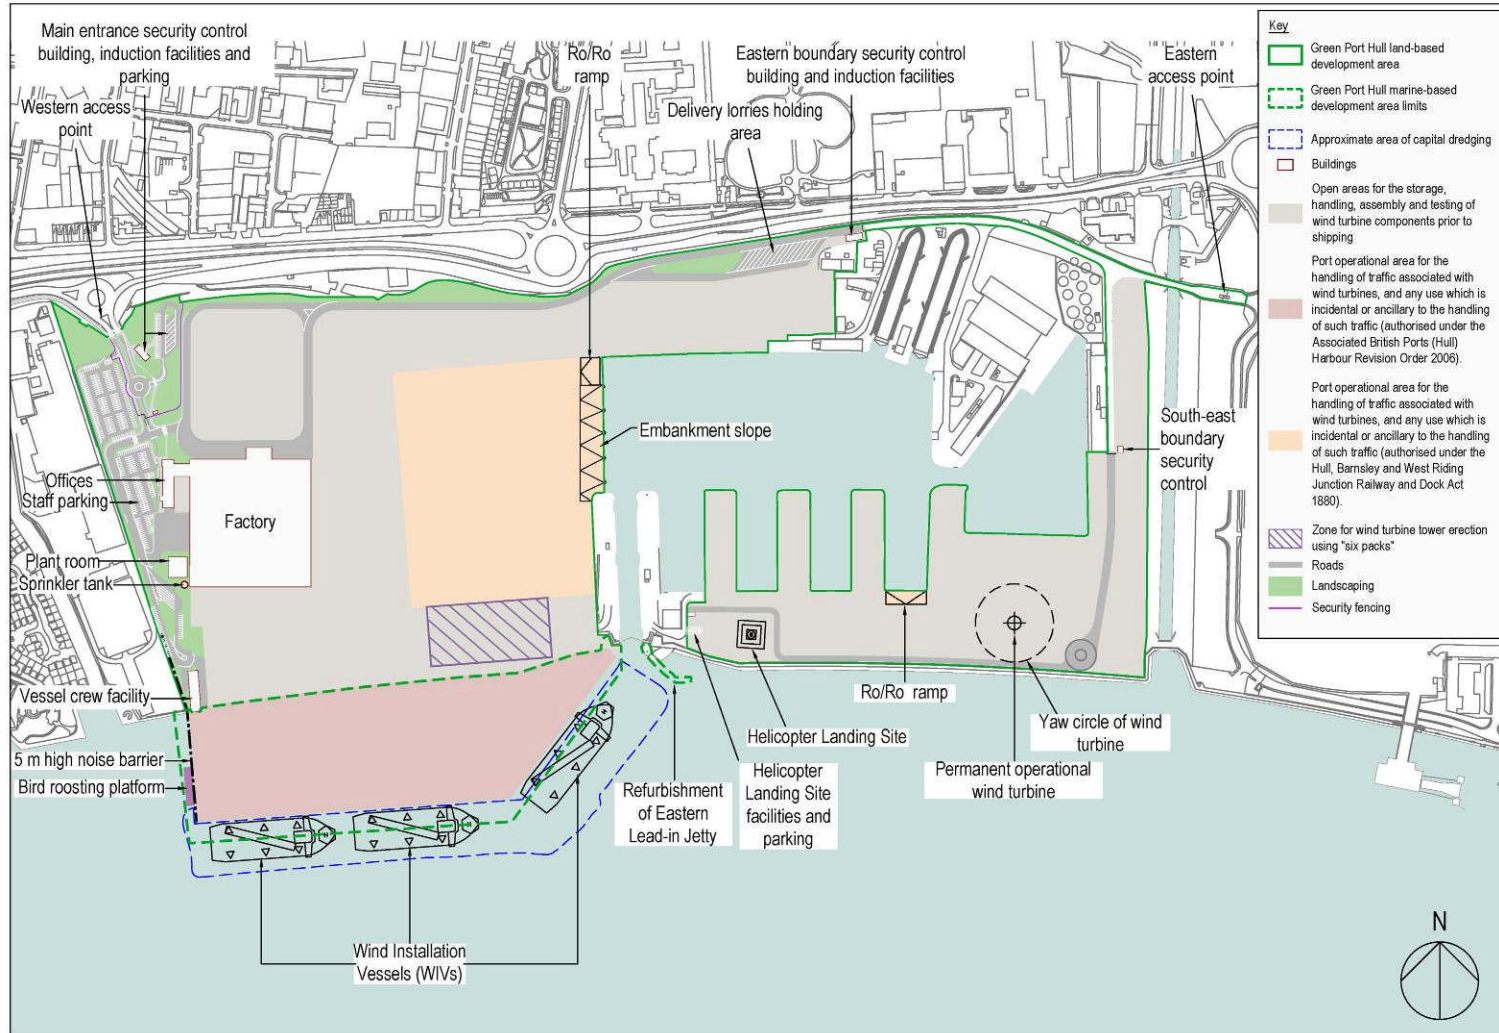 Main entrance security control
building, induction facilities and
parking
Western access
point
Ro/Ro
ramp
Eastern boundary security control
building and induction facilities
Delivery lorries holding
area
Eastern
access point
Embankment slope
South-east
boundary
security
control
Offices
Staff parking
Factory
Plant room
Sprinkler tank
Vessel crew facility
5 m high noise barrier
Bird roosting platform
Ro/Ro ramp
Helicopter Landing Site
Yaw circle of wind
turbine
Refurbishment
of Eastern
Lead-in Jetty
Helicopter
Landing Site
facilities and
parking
Permanent operational
wind turbine
Wind Installation
Vessels (WIVs)
N
Key
Green Port Hull land-based
development area
Green Port Hull marine-based
development area limits
Approximate area of capital dredging
Buildings
Open areas for the storage,
handling, assembly and testing of
wind turbine components prior to
shipping
Port operational area for the
handling of traffic associated with
wind turbines, and any use which is
incidental or ancillary to the handling
of such traffic (authorised under the
Associated British Ports (Hull)
Harbour Revision Order 2006).
Port operational area for the
handling of traffic associated with
wind turbines, and any use which is
incidental or ancillary to the handling
of such traffic (authorised under the
Hull, Barnsley and West Riding
Junction Railway and Dock Act
1880).
Zone for wind turbine tower erection
using "six packs"
Roads
Landscaping
Security fencing